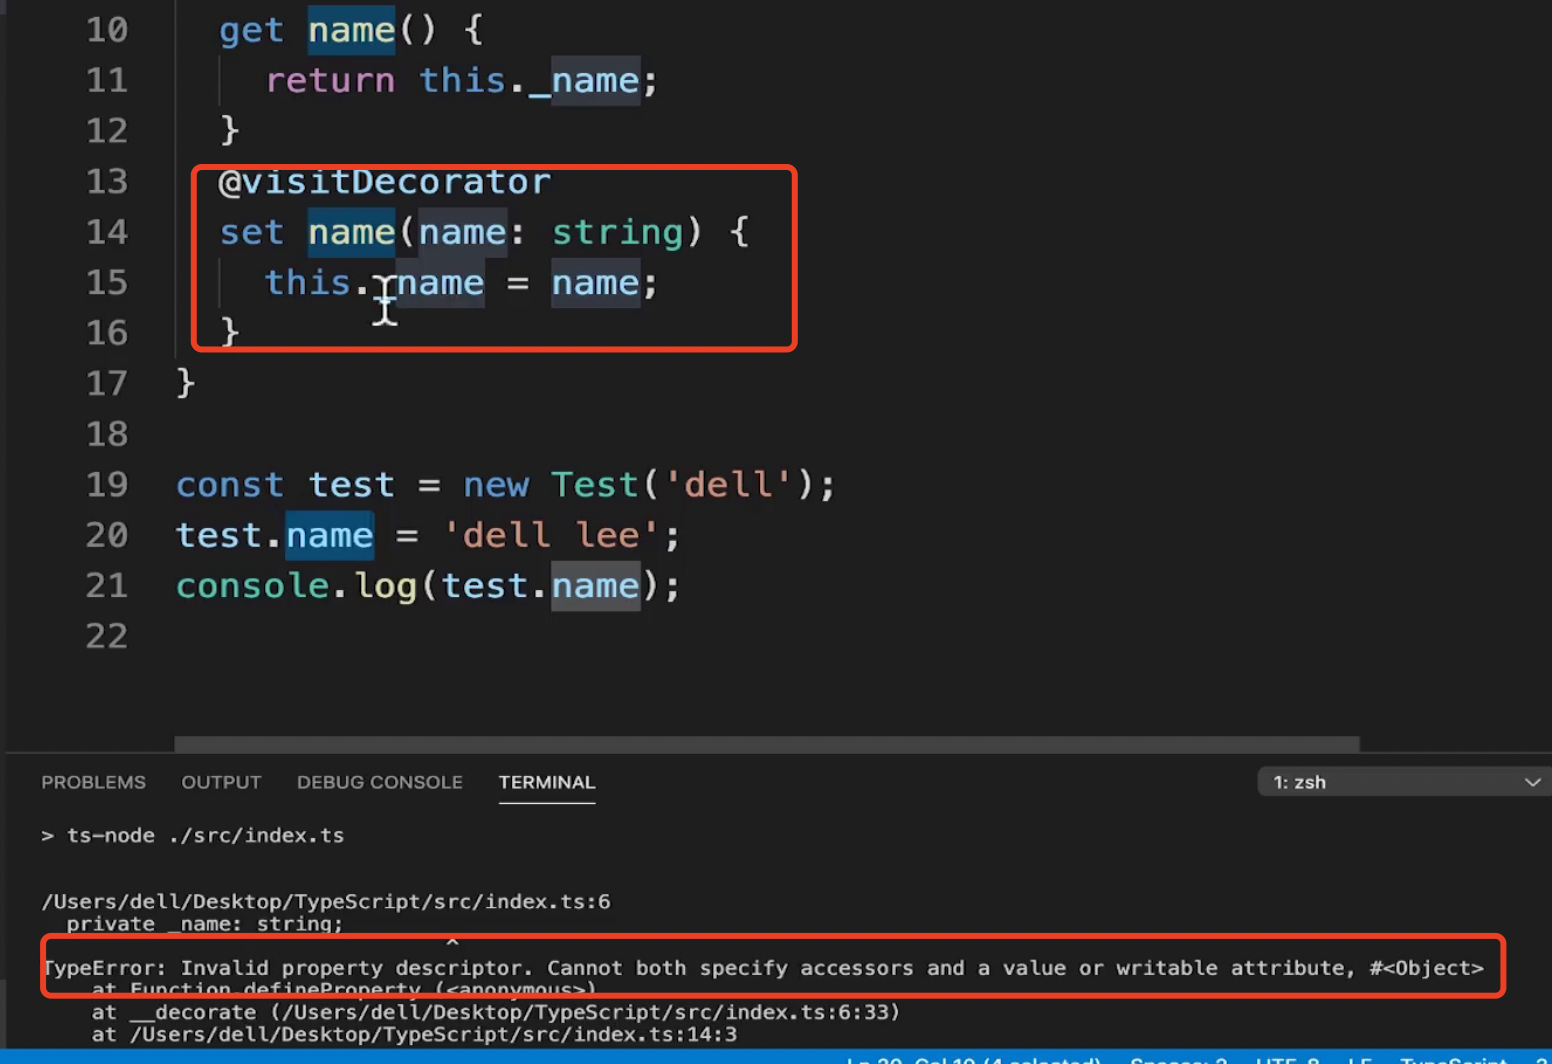 10 get name() {
11 return this._name;
12 }
13 @visitDecorator
14 set name(name: string) {
15 this._name = name;
16 }
17 }
18
19 const test = new Test('dell');
20 test.name = 'dell lee';
21 console.log(test.name);
22
PROBLEMS OUTPUT DEBUG CONSOLE TERMINAL 1: zsh
> ts-node ./src/index.ts
/Users/dell/Desktop/TypeScript/src/index.ts:6
private _name: string;
^
TypeError: Invalid property descriptor. Cannot both specify accessors and a value or writable attribute, #<Object>
at Function.defineProperty (<anonymous>)
at __decorate (/Users/dell/Desktop/TypeScript/src/index.ts:6:33)
at /Users/dell/Desktop/TypeScript/src/index.ts:14:3
Ln 20, Col 10 (4 selected) Spaces: 2 UTF-8 LF TypeScript